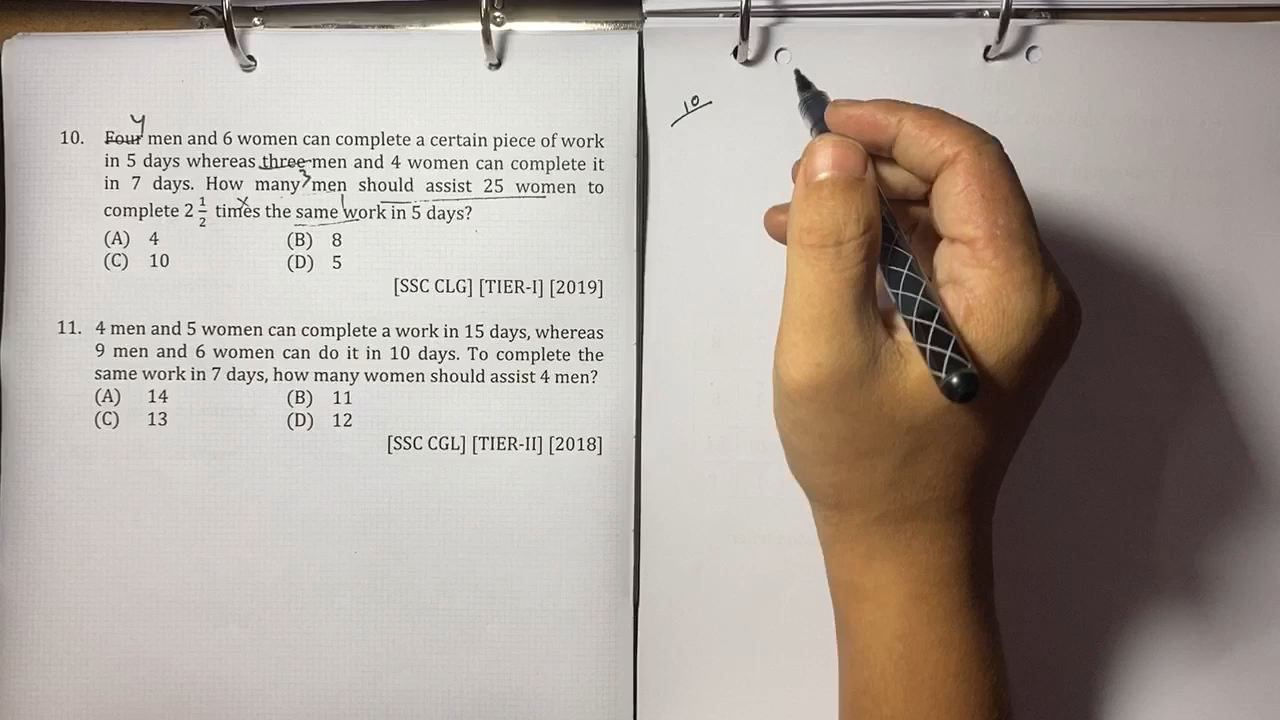 4
10. Four men and 6 women can complete a certain piece of work
in 5 days whereas three men and 4 women can complete it
3
in 7 days. How many men should assist 25 women to
x 1
complete 2 1/2 times the same work in 5 days?
(A) 4 (B) 8
(C) 10 (D) 5
[SSC CLG] [TIER-I] [2019]
11. 4 men and 5 women can complete a work in 15 days, whereas
9 men and 6 women can do it in 10 days. To complete the
same work in 7 days, how many women should assist 4 men?
(A) 14 (B) 11
(C) 13 (D) 12
[SSC CGL] [TIER-II] [2018]
10